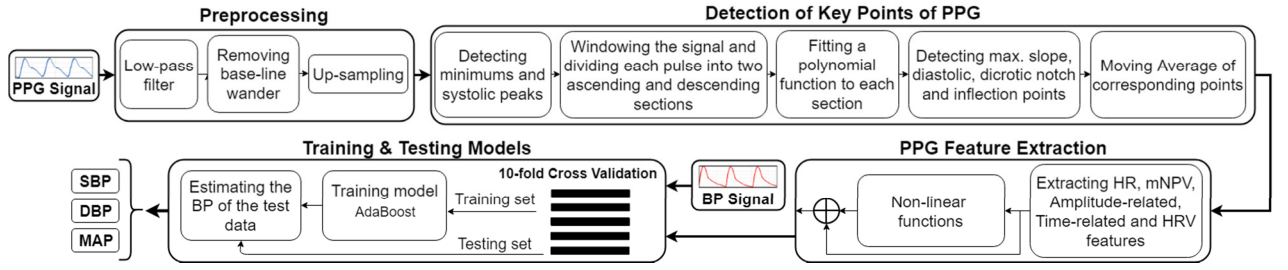 Preprocessing
Detection of Key Points of PPG
PPG Signal
Low-pass
filter
Removing
base-line
wander
Up-sampling
Detecting
minimums and
systolic peaks
Windowing the signal and
dividing each pulse into two
ascending and descending
sections
Fitting a
polynomial
function to each
section
Detecting max. slope,
diastolic, dicrotic notch
and inflection points
Moving Average of
corresponding points
PPG Feature Extraction
Extracting HR, mNPV,
Amplitude-related,
Time-related and HRV
features
Non-linear
functions
BP Signal
Training & Testing Models
10-fold Cross Validation
Training set
Testing set
Training model
AdaBoost
Estimating the
BP of the test
data
SBP
DBP
MAP